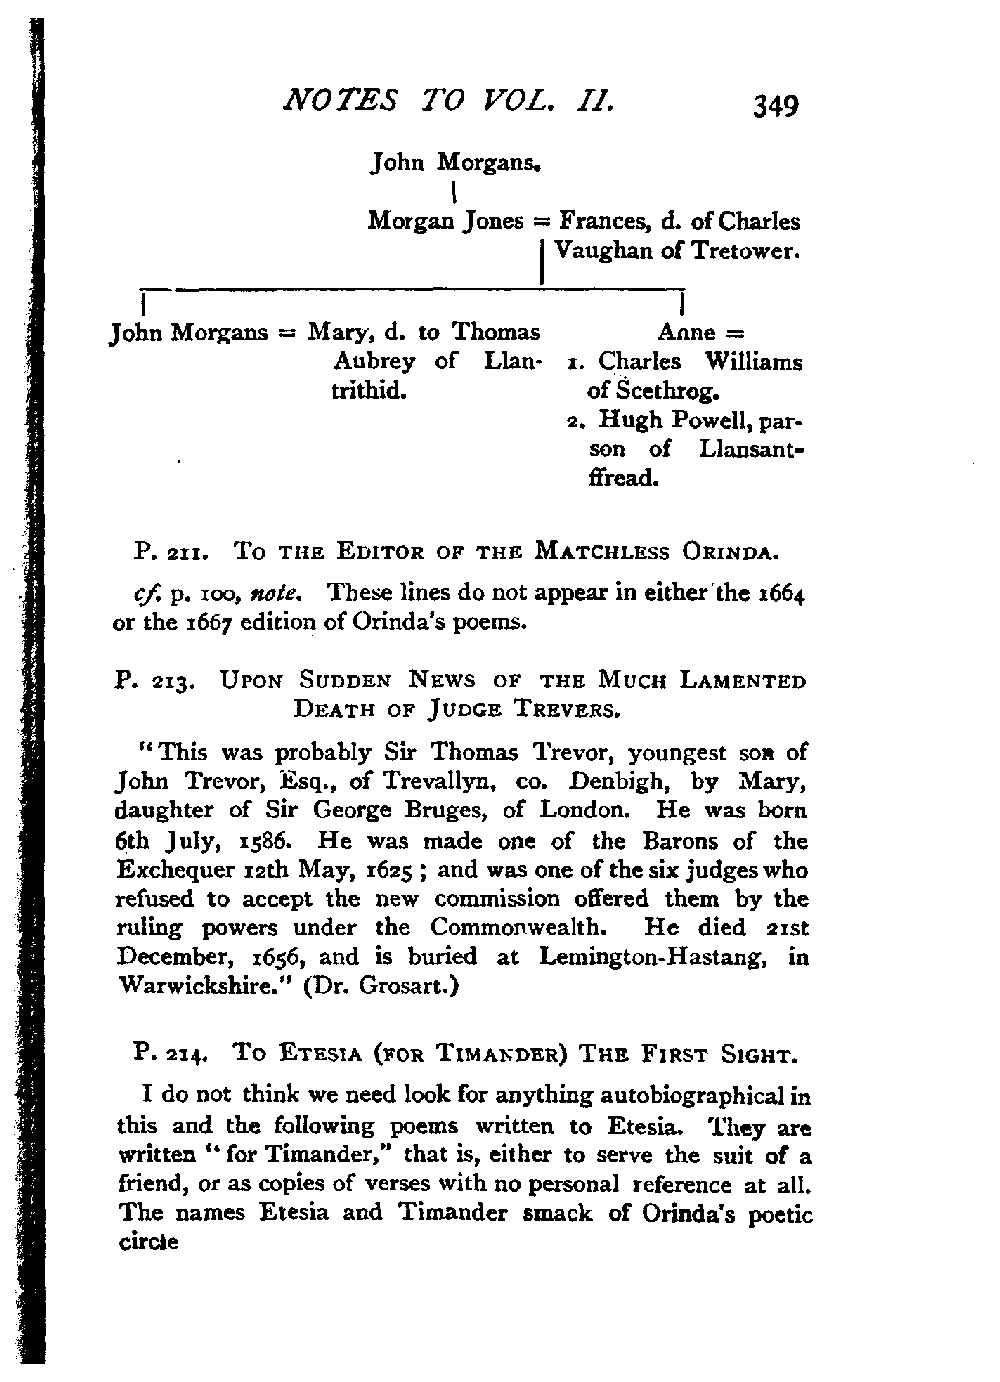 NOTES TO VOL. II. 349
John Morgans.
Morgan Jones = Frances, d. of Charles
Vaughan of Tretower.
John Morgans = Mary, d. to Thomas
Aubrey of Llan-
trithid.
Anne =
1. Charles Williams
of Scethrog.
2. Hugh Powell, par-
son of Llansant-
ffread.
P. 211. To the Editor of the Matchless Orinda.
cf. p. 100, note. These lines do not appear in either the 1664
or the 1667 edition of Orinda's poems.
P. 213. Upon Sudden News of the Much Lamented
Death of Judge Trevers.
"This was probably Sir Thomas Trevor, youngest son of
John Trevor, Esq., of Trevallyn, co. Denbigh, by Mary,
daughter of Sir George Bruges, of London. He was born
6th July, 1586. He was made one of the Barons of the
Exchequer 12th May, 1625; and was one of the six judges who
refused to accept the new commission offered them by the
ruling powers under the Commonwealth. He died 21st
December, 1656, and is buried at Lemington-Hastang, in
Warwickshire." (Dr. Grosart.)
P. 214. To Etesia (for Timander) The First Sight.
I do not think we need look for anything autobiographical in
this and the following poems written to Etesia. They are
written "for Timander," that is, either to serve the suit of a
friend, or as copies of verses with no personal reference at all.
The names Etesia and Timander smack of Orinda's poetic
circle